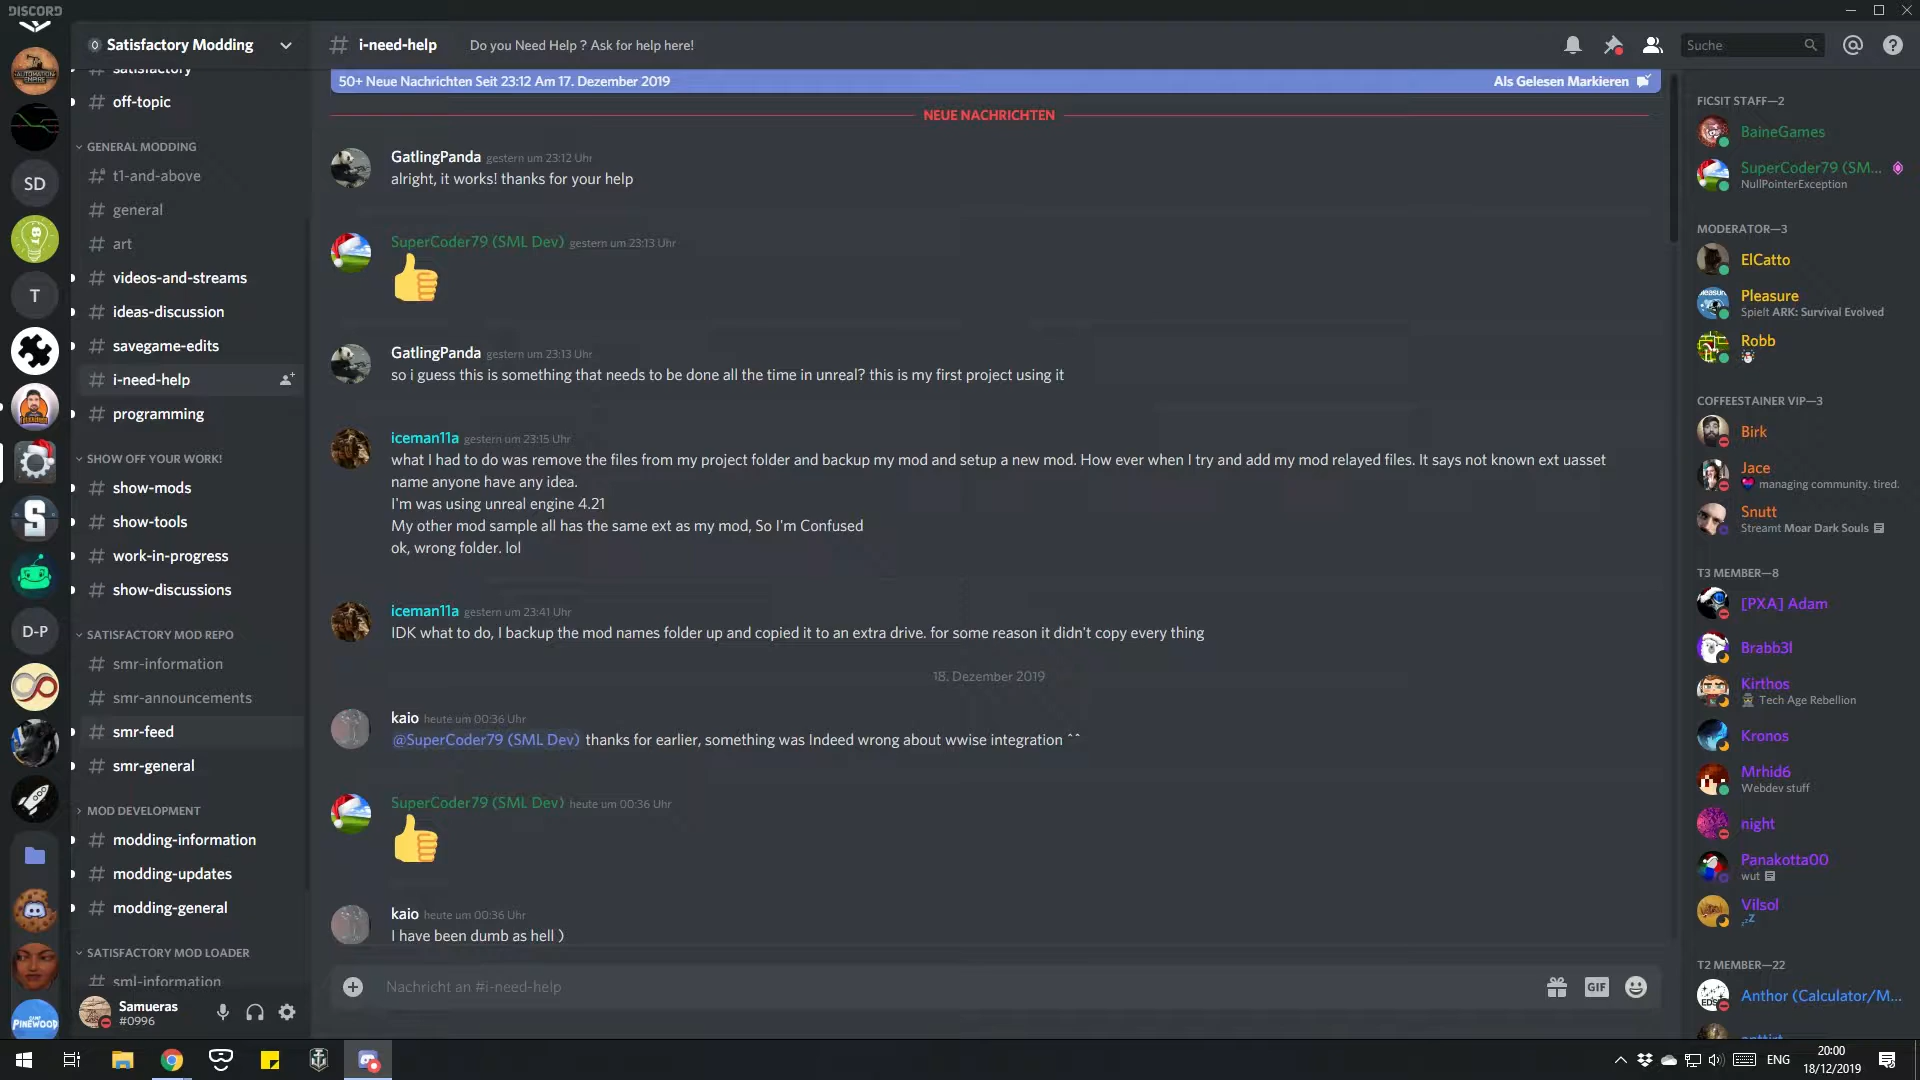 DISCORD
Satisfactory Modding
satisfactory
off-topic
GENERAL MODDING
t1-and-above
general
art
videos-and-streams
ideas-discussion
savegame-edits
i-need-help
programming
SHOW OFF YOUR WORK!
show-mods
show-tools
work-in-progress
show-discussions
SATISFACTORY MOD REPO
smr-information
smr-announcements
smr-feed
smr-general
MOD DEVELOPMENT
modding-information
modding-updates
modding-general
SATISFACTORY MOD LOADER
sml-information
Samueras
#0996
AUTOMATION
EMPIRE
SD
T
S
D-P
PINEWOOD
# i-need-help Do you Need Help ? Ask for help here!
Suche
50+ Neue Nachrichten Seit 23:12 Am 17. Dezember 2019 Als Gelesen Markieren
NEUE NACHRICHTEN
GatlingPanda gestern um 23:12 Uhr
alright, it works! thanks for your help
SuperCoder79 (SML Dev) gestern um 23:13 Uhr
GatlingPanda gestern um 23:13 Uhr
so i guess this is something that needs to be done all the time in unreal? this is my first project using it
iceman11a gestern um 23:15 Uhr
what I had to do was remove the files from my project folder and backup my mod and setup a new mod. How ever when I try and add my mod relayed files. It says not known ext uasset
name anyone have any idea.
I'm was using unreal engine 4.21
My other mod sample all has the same ext as my mod, So I'm Confused
ok, wrong folder. lol
iceman11a gestern um 23:41 Uhr
IDK what to do, I backup the mod names folder up and copied it to an extra drive. for some reason it didn't copy every thing
18. Dezember 2019
kaio heute um 00:36 Uhr
@SuperCoder79 (SML Dev) thanks for earlier, something was Indeed wrong about wwise integration ^^
SuperCoder79 (SML Dev) heute um 00:36 Uhr
kaio heute um 00:36 Uhr
I have been dumb as hell )
Nachricht an #i-need-help
GIF
FICSIT STAFF—2
BaineGames
SuperCoder79 (SM...
NullPointerException
MODERATOR—3
ElCatto
Pleasure
Spielt ARK: Survival Evolved
Robb
COFFEESTAINER VIP—3
Birk
Jace
managing community. tired.
Snutt
Streamt Moar Dark Souls
T3 MEMBER—8
[PXA] Adam
Brabb3l
Kirthos
Tech Age Rebellion
Kronos
Mrhid6
Webdev stuff
night
Panakotta00
wut
Vilsol
T2 MEMBER—22
Anthor (Calculator/M...
ENG
20:00
18/12/2019